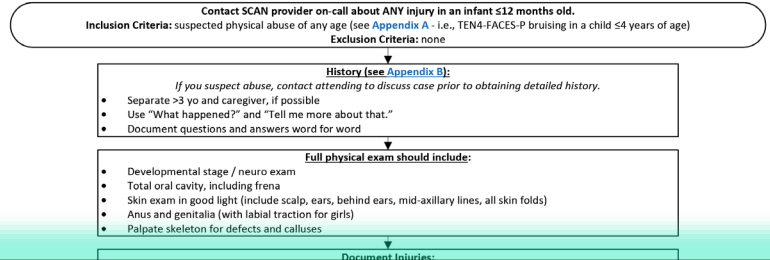 Contact SCAN provider on-call about ANY injury in an infant ≤12 months old.
Inclusion Criteria: suspected physical abuse of any age (see Appendix A - i.e., TEN4-FACES-P bruising in a child ≤4 years of age)
Exclusion Criteria: none
History (see Appendix B):
If you suspect abuse, contact attending to discuss case prior to obtaining detailed history.
• Separate >3 yo and caregiver, if possible
• Use “What happened?” and “Tell me more about that.”
• Document questions and answers word for word
Full physical exam should include:
• Developmental stage / neuro exam
• Total oral cavity, including frena
• Skin exam in good light (include scalp, ears, behind ears, mid-axillary lines, all skin folds)
• Anus and genitalia (with labial traction for girls)
• Palpate skeleton for defects and calluses
Document Injuries: